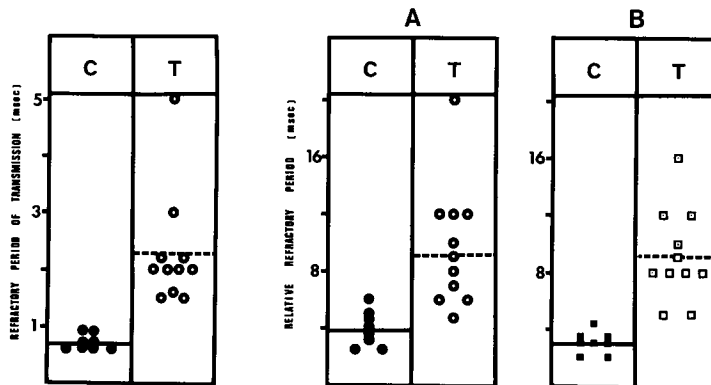 A
B
C T
C T
C T
REFRACTORY PERIOD OF TRANSMISSION (msec)
5
3
1
RELATIVE REFRACTORY PERIOD (msec)
16
8
16
8